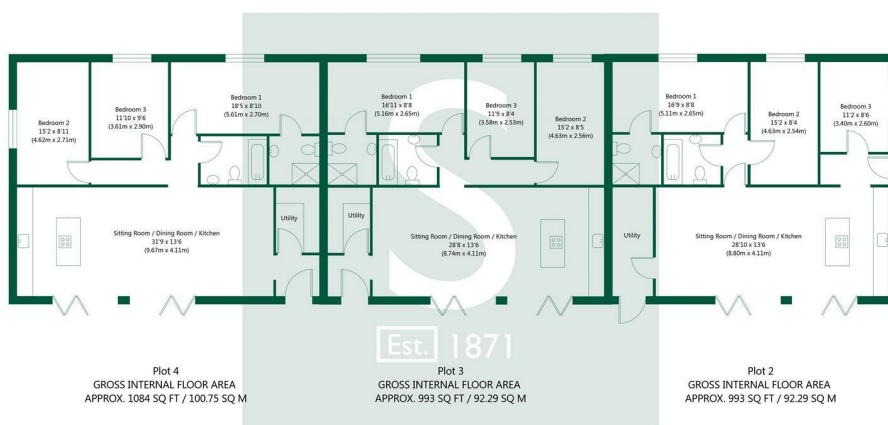 Bedroom 2
15'2 x 8'11
(4.62m x 2.71m)
Bedroom 3
11'10 x 9'6
(3.61m x 2.90m)
Bedroom 1
18'5 x 8'10
(5.61m x 2.70m)
Sitting Room / Dining Room / Kitchen
31'9 x 13'6
(9.67m x 4.11m)
Utility
Plot 4
GROSS INTERNAL FLOOR AREA
APPROX. 1084 SQ FT / 100.75 SQ M
Bedroom 1
16'11 x 8'8
(5.16m x 2.65m)
Bedroom 3
11'9 x 8'4
(3.58m x 2.53m)
Bedroom 2
15'2 x 8'5
(4.63m x 2.56m)
Utility
Sitting Room / Dining Room / Kitchen
28'8 x 13'6
(8.74m x 4.11m)
S
Est. 1871
Plot 3
GROSS INTERNAL FLOOR AREA
APPROX. 993 SQ FT / 92.29 SQ M
Bedroom 1
16'9 x 8'8
(5.11m x 2.65m)
Bedroom 2
15'2 x 8'4
(4.63m x 2.54m)
Bedroom 3
11'2 x 8'6
(3.40m x 2.60m)
Utility
Sitting Room / Dining Room / Kitchen
28'10 x 13'6
(8.80m x 4.11m)
Plot 2
GROSS INTERNAL FLOOR AREA
APPROX. 993 SQ FT / 92.29 SQ M